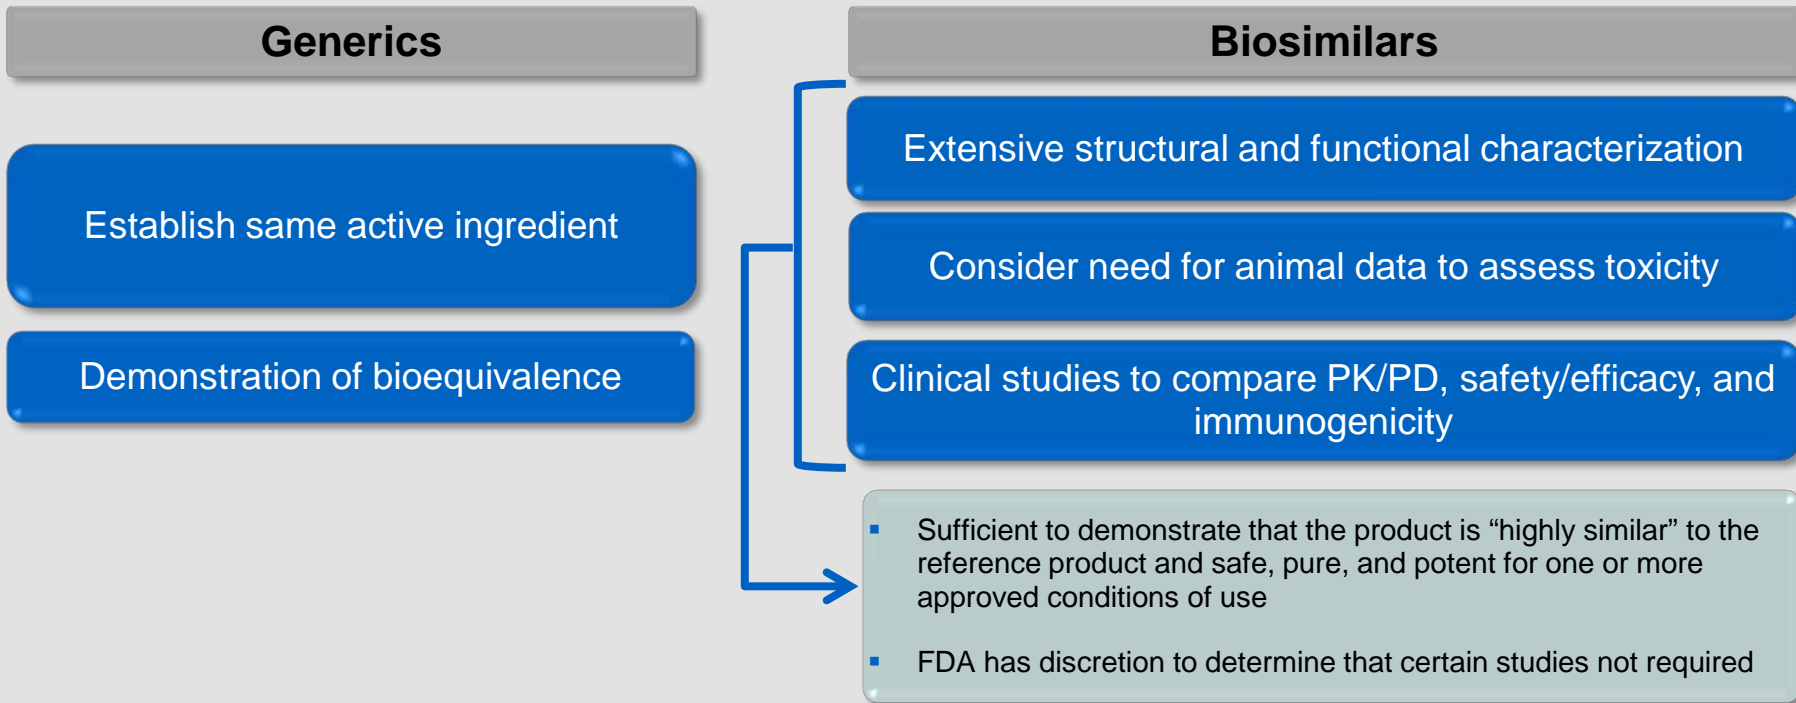 Generics
Establish same active ingredient
Demonstration of bioequivalence
Biosimilars
Extensive structural and functional characterization
Consider need for animal data to assess toxicity
Clinical studies to compare PK/PD, safety/efficacy, and
immunogenicity
▪ Sufficient to demonstrate that the product is “highly similar” to the
reference product and safe, pure, and potent for one or more
approved conditions of use
▪ FDA has discretion to determine that certain studies not required